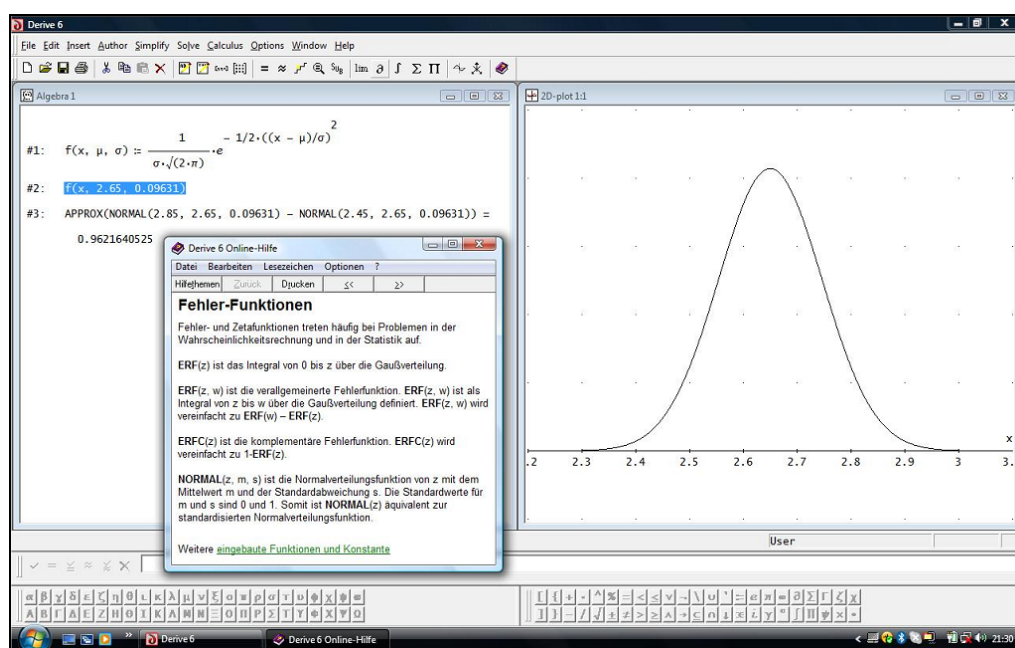 Derive 6
File Edit Insert Author Simplify Solve Calculus Options Window Help
= ≈ Sub lim ∂ ∫ Σ Π
Algebra 1
#1: f(x, μ, σ) := 1/(σ·√(2·π))·e^(- 1/2·((x - μ)/σ)^2)
#2: f(x, 2.65, 0.09631)
#3: APPROX(NORMAL(2.85, 2.65, 0.09631) - NORMAL(2.45, 2.65, 0.09631)) =
0.9621640525
Derive 6 Online-Hilfe
Datei Bearbeiten Lesezeichen Optionen ?
Hilfethemen Zurück Drucken << >>
Fehler-Funktionen
Fehler- und Zetafunktionen treten häufig bei Problemen in der
Wahrscheinlichkeitsrechnung und in der Statistik auf.
ERF(z) ist das Integral von 0 bis z über die Gaußverteilung.
ERF(z, w) ist die verallgemeinerte Fehlerfunktion. ERF(z, w) ist als
Integral von z bis w über die Gaußverteilung definiert. ERF(z, w) wird
vereinfacht zu ERF(w) – ERF(z).
ERFC(z) ist die komplementäre Fehlerfunktion. ERFC(z) wird
vereinfacht zu 1-ERF(z).
NORMAL(z, m, s) ist die Normalverteilungsfunktion von z mit dem
Mittelwert m und der Standardabweichung s. Die Standardwerte für
m und s sind 0 und 1. Somit ist NORMAL(z) äquivalent zur
standardisierten Normalverteilungsfunktion.
Weitere eingebaute Funktionen und Konstante
2D-plot 1:1
x
.2 2.3 2.4 2.5 2.6 2.7 2.8 2.9 3 3.
User
α β γ δ ε ζ η θ ι κ λ μ ν ξ ο π ρ σ τ υ φ χ ψ ω
Α Β Γ Δ Ε Ζ Η Θ Ι Κ Λ Μ Ν Ξ Ο Π Ρ Σ Τ Υ Φ Χ Ψ Ω
Derive 6
Derive 6 Online-Hilfe
21:30